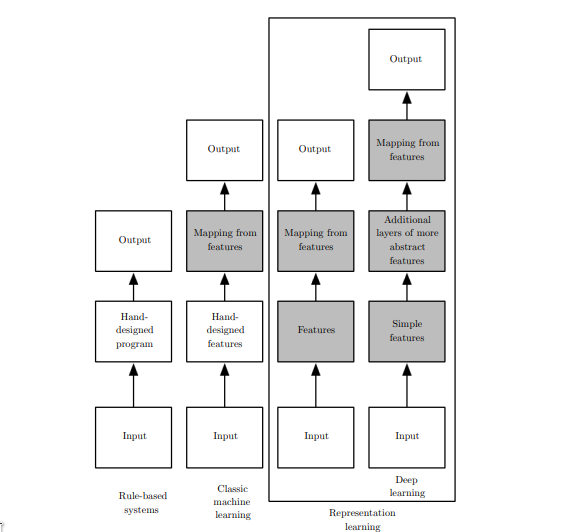 Output
Mapping from
features
Output
Output
Mapping from
features
Mapping from
features
Additional
layers of more
abstract
features
Output
Hand-
designed
program
Hand-
designed
features
Features
Simple
features
Input
Input
Input
Input
Rule-based
systems
Classic
machine
learning
Deep
learning
Representation
learning